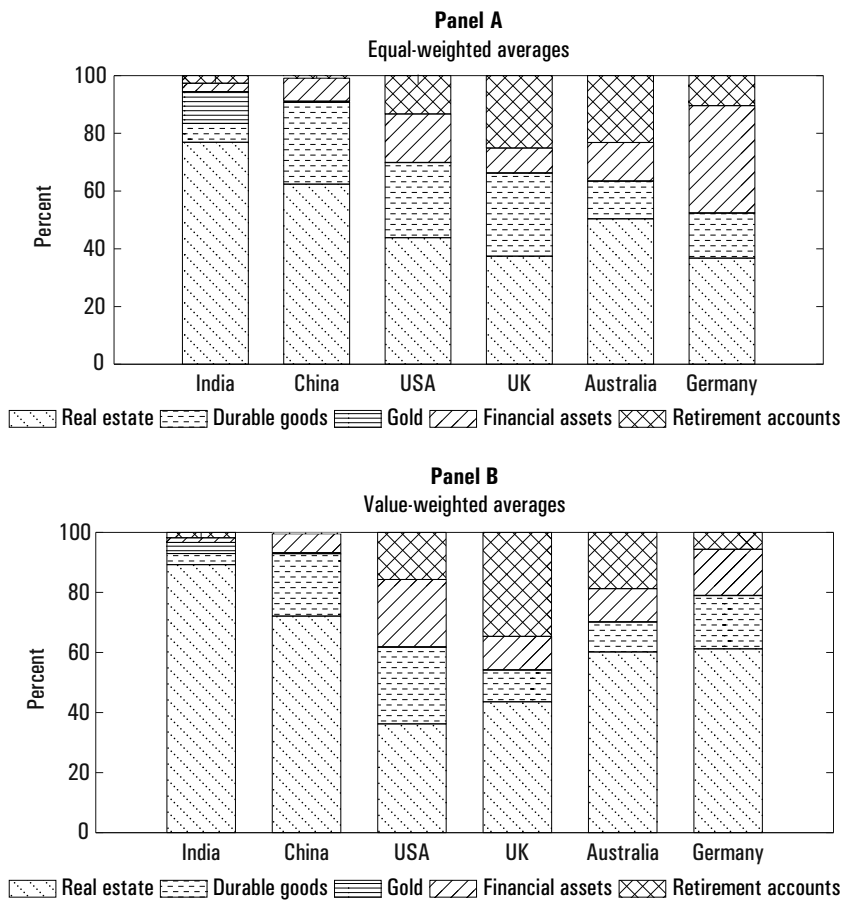 Panel A
Equal-weighted averages
100
80
60
40
20
0
Percent
India China USA UK Australia Germany
Real estate Durable goods Gold Financial assets Retirement accounts
Panel B
Value-weighted averages
100
80
60
40
20
0
Percent
India China USA UK Australia Germany
Real estate Durable goods Gold Financial assets Retirement accounts